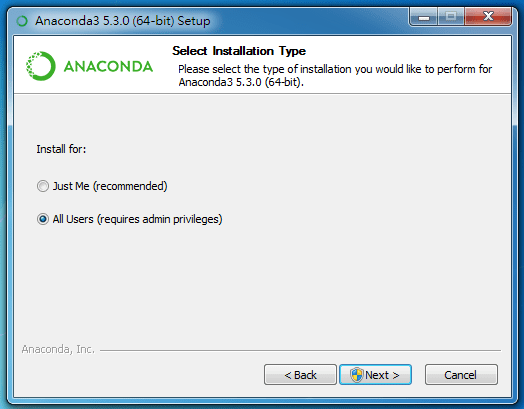 Anaconda3 5.3.0 (64-bit) Setup
ANACONDA
Select Installation Type
Please select the type of installation you would like to perform for
Anaconda3 5.3.0 (64-bit).
Install for:
Just Me (recommended)
All Users (requires admin privileges)
Anaconda, Inc.
< Back
Next >
Cancel